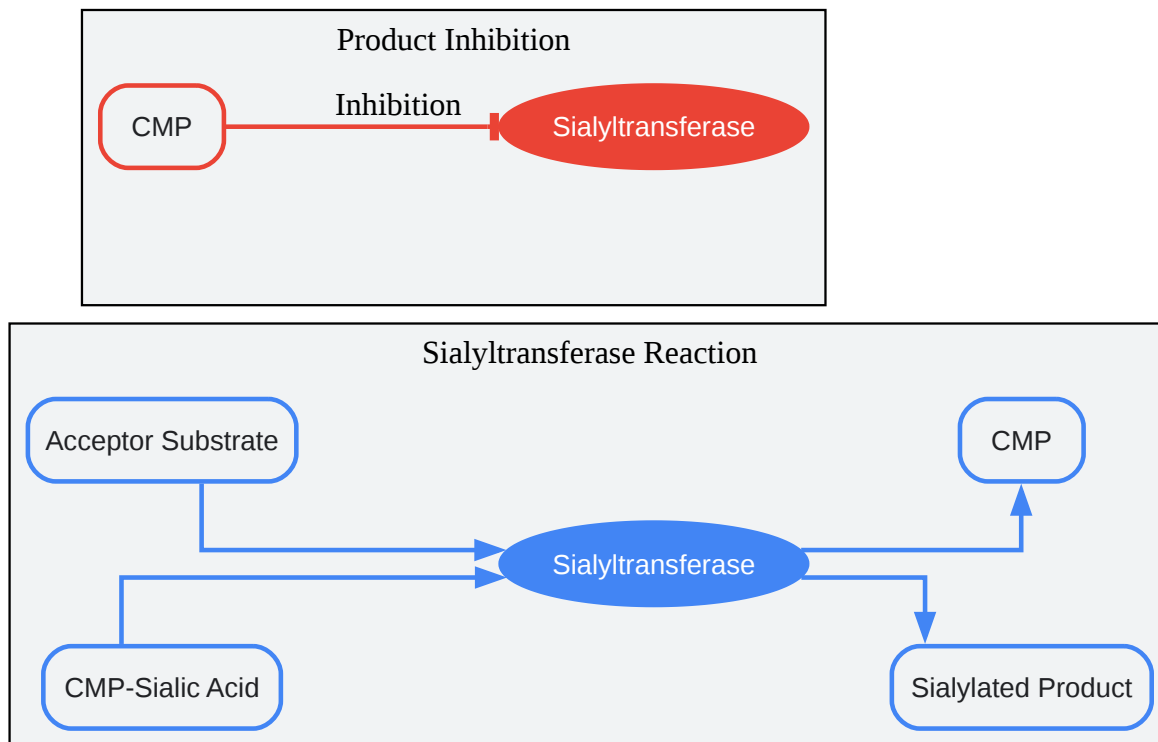 Product Inhibition
CMP
Inhibition
Sialyltransferase
Sialyltransferase Reaction
Acceptor Substrate
CMP
Sialyltransferase
CMP-Sialic Acid
Sialylated Product